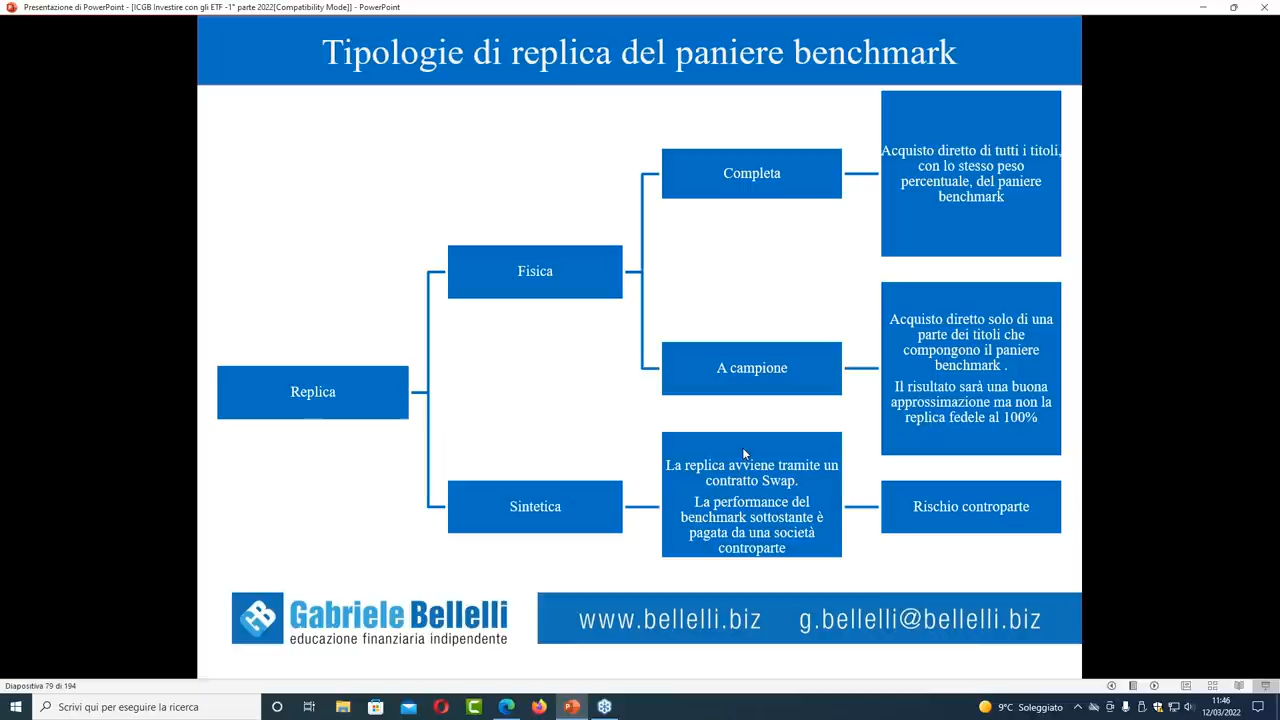 Presentazione di PowerPoint - [ICGB Investire con gli ETF -1° parte 2022[Compatibility Mode]] - PowerPoint
Tipologie di replica del paniere benchmark
Acquisto diretto di tutti i titoli,
con lo stesso peso
percentuale, del paniere
benchmark
Completa
Fisica
Acquisto diretto solo di una
parte dei titoli che
compongono il paniere
benchmark .
Il risultato sarà una buona
approssimazione ma non la
replica fedele al 100%
A campione
Replica
La replica avviene tramite un
contratto Swap.
La performance del
benchmark sottostante è
pagata da una società
controparte
Sintetica
Rischio controparte
Gabriele Bellelli
educazione finanziaria indipendente
www.bellelli.biz g.bellelli@bellelli.biz
Diapositiva 79 di 194
Scrivi qui per eseguire la ricerca
9°C Soleggiato
11:46
12/03/2022